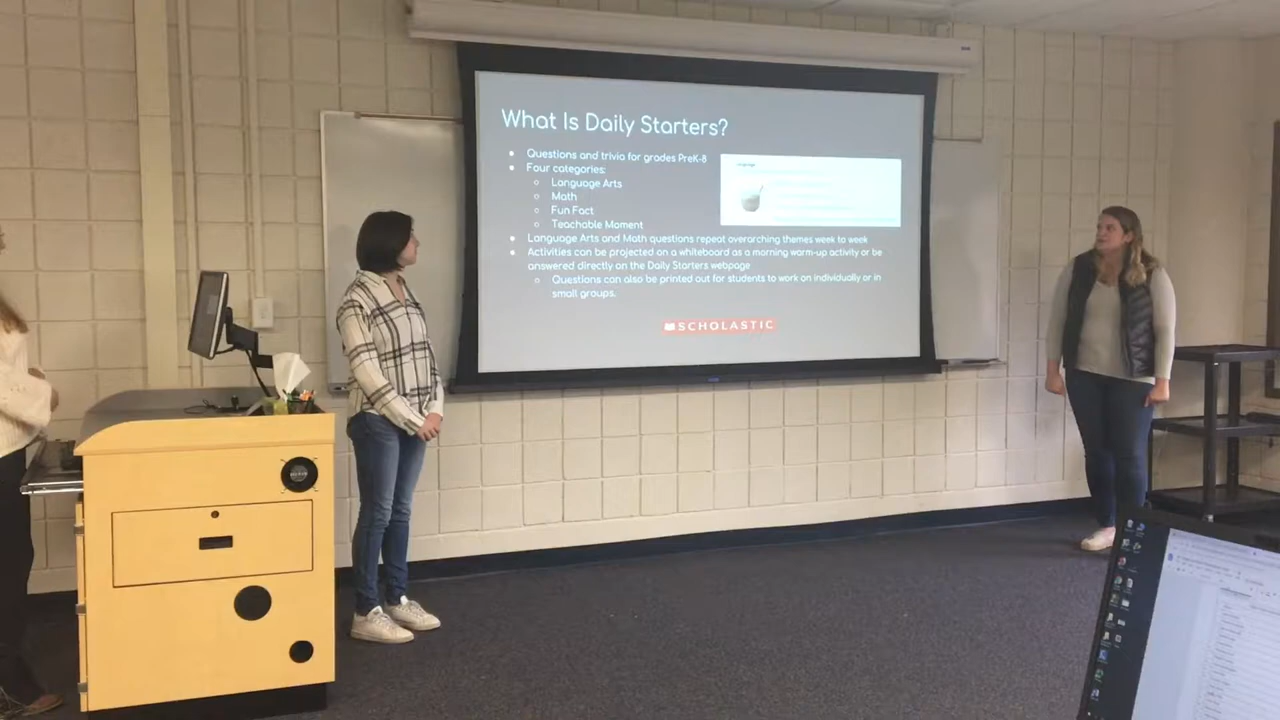 What Is Daily Starters?
Questions and trivia for grades PreK-8
Four categories:
Language Arts
Math
Fun Fact
Teachable Moment
Language Arts and Math questions repeat overarching themes week to week
Activities can be projected on a whiteboard as a morning warm-up activity or be
answered directly on the Daily Starters webpage
Questions can also be printed out for students to work on individually or in
small groups.
SCHOLASTIC